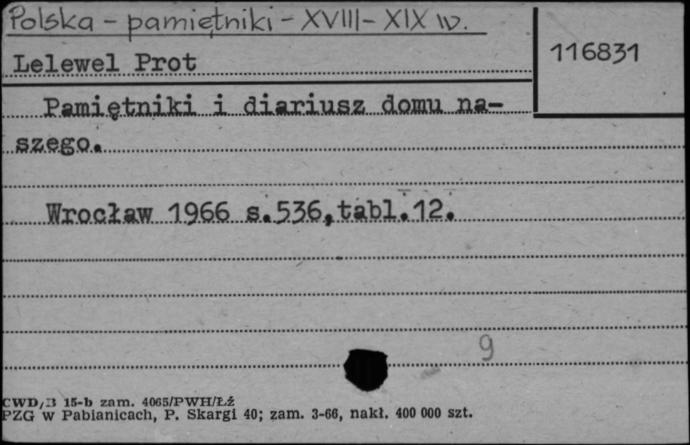 Polska - pamiętniki - XVIII - XIX w.
116831
Lelewel Prot
Pamiętniki i diariusz domu na-
szego.
Wrocław 1966 s.536,tabl.12.
9
CWD/B 15-b zam. 4065/PWH/Łź
PZG w Pabianicach, P. Skargi 40; zam. 3-66, nakł. 400 000 szt.